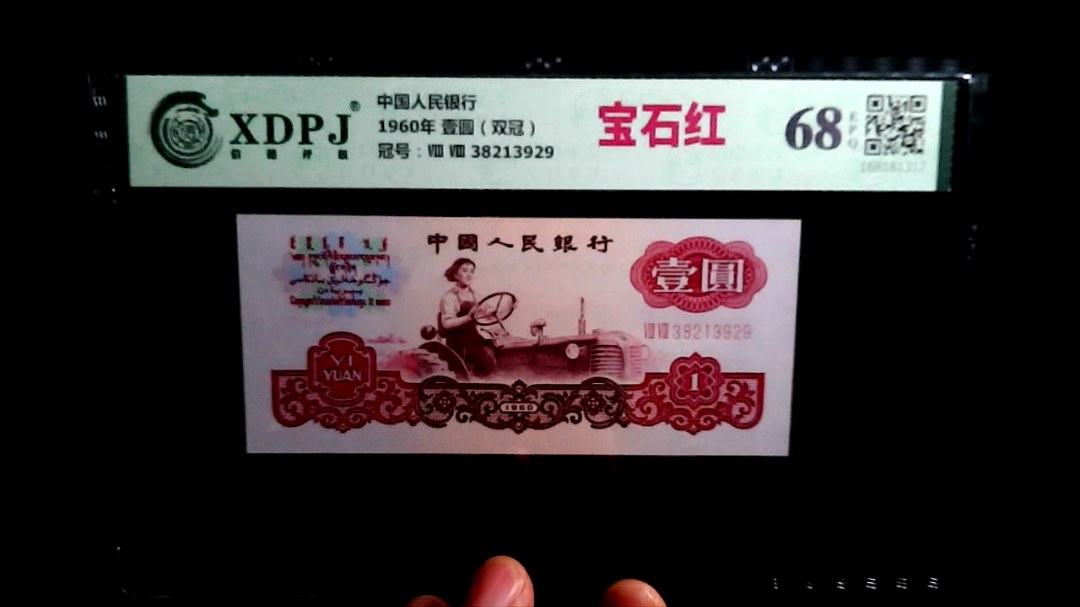 XDPJ®
中国人民银行
1960年 壹圆（双冠）
冠号：Ⅷ Ⅷ 38213929
宝石红
68
EPQ
中國人民銀行
壹圓
ⅧⅧ 38213929
YI
YUAN
1960
1